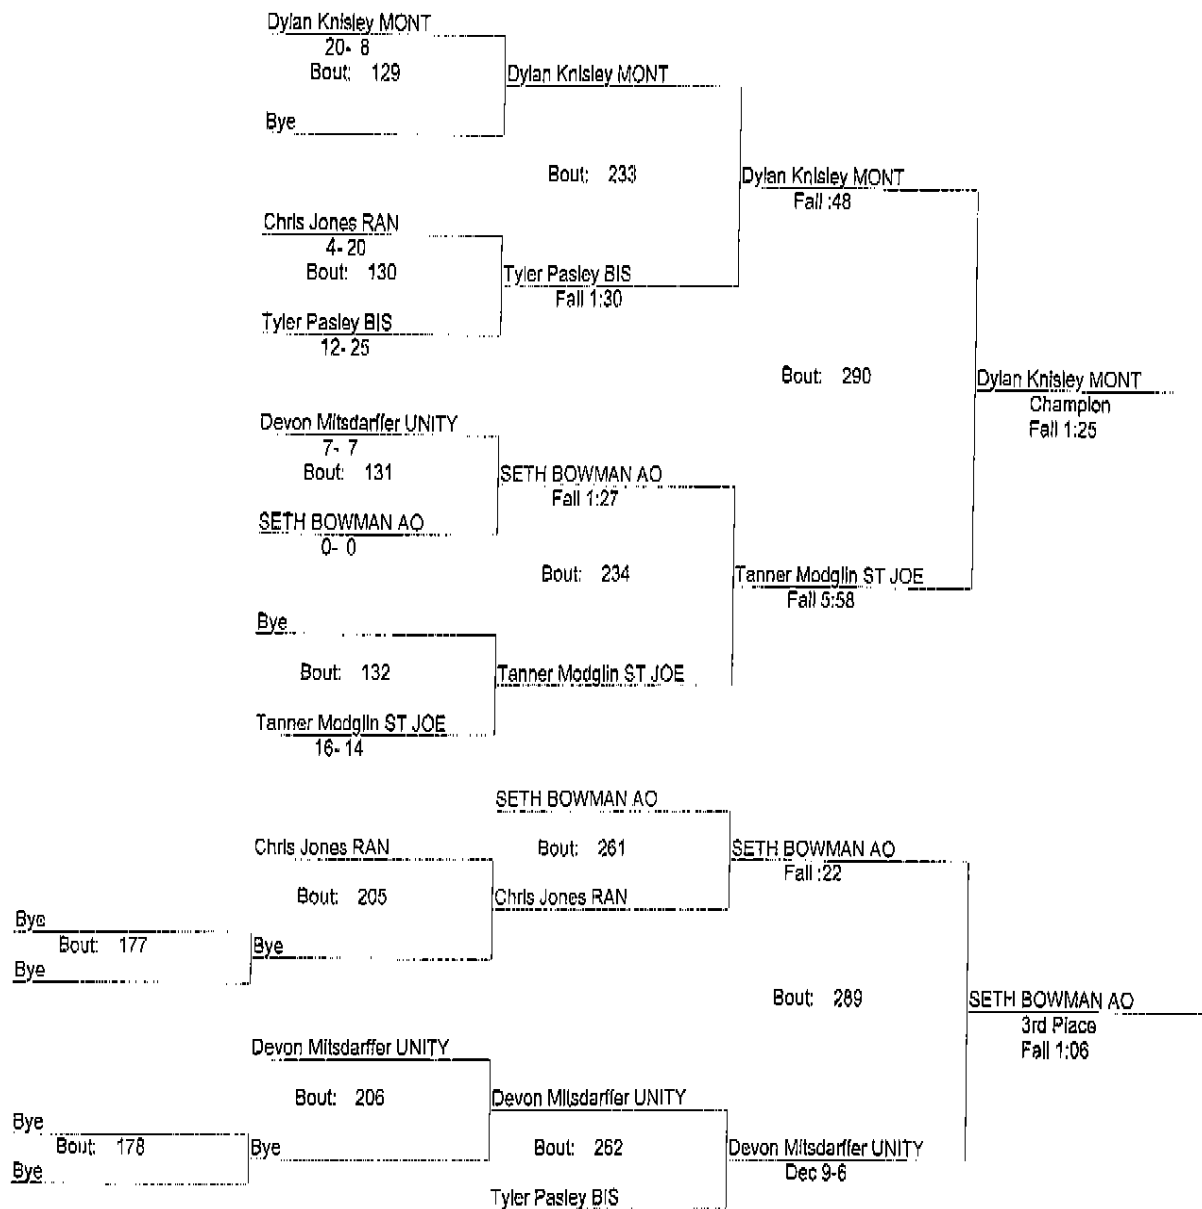 Dylan Knisley MONT
20- 8
Bout: 129
Dylan Knisley MONT
Bye
Bout: 233
Dylan Knisley MONT
Fall :48
Chris Jones RAN
4- 20
Bout: 130
Tyler Pasley BIS
Fall 1:30
Tyler Pasley BIS
12- 25
Bout: 290
Dylan Knisley MONT
Champion
Fall 1:25
Devon Mitsdarffer UNITY
7- 7
Bout: 131
SETH BOWMAN AO
Fall 1:27
SETH BOWMAN AO
0- 0
Bout: 234
Tanner Modglin ST JOE
Fall 5:58
Bye
Bout: 132
Tanner Modglin ST JOE
Tanner Modglin ST JOE
16- 14
SETH BOWMAN AO
Chris Jones RAN
Bout: 261
SETH BOWMAN AO
Fall :22
Bout: 205
Chris Jones RAN
Bye
Bout: 177
Bye
Bye
Bout: 289
SETH BOWMAN AO
3rd Place
Fall 1:06
Devon Mitsdarffer UNITY
Bout: 206
Devon Mitsdarffer UNITY
Bye
Bout: 178
Bye
Bye
Bout: 262
Devon Mitsdarffer UNITY
Dec 9-6
Tyler Pasley BIS